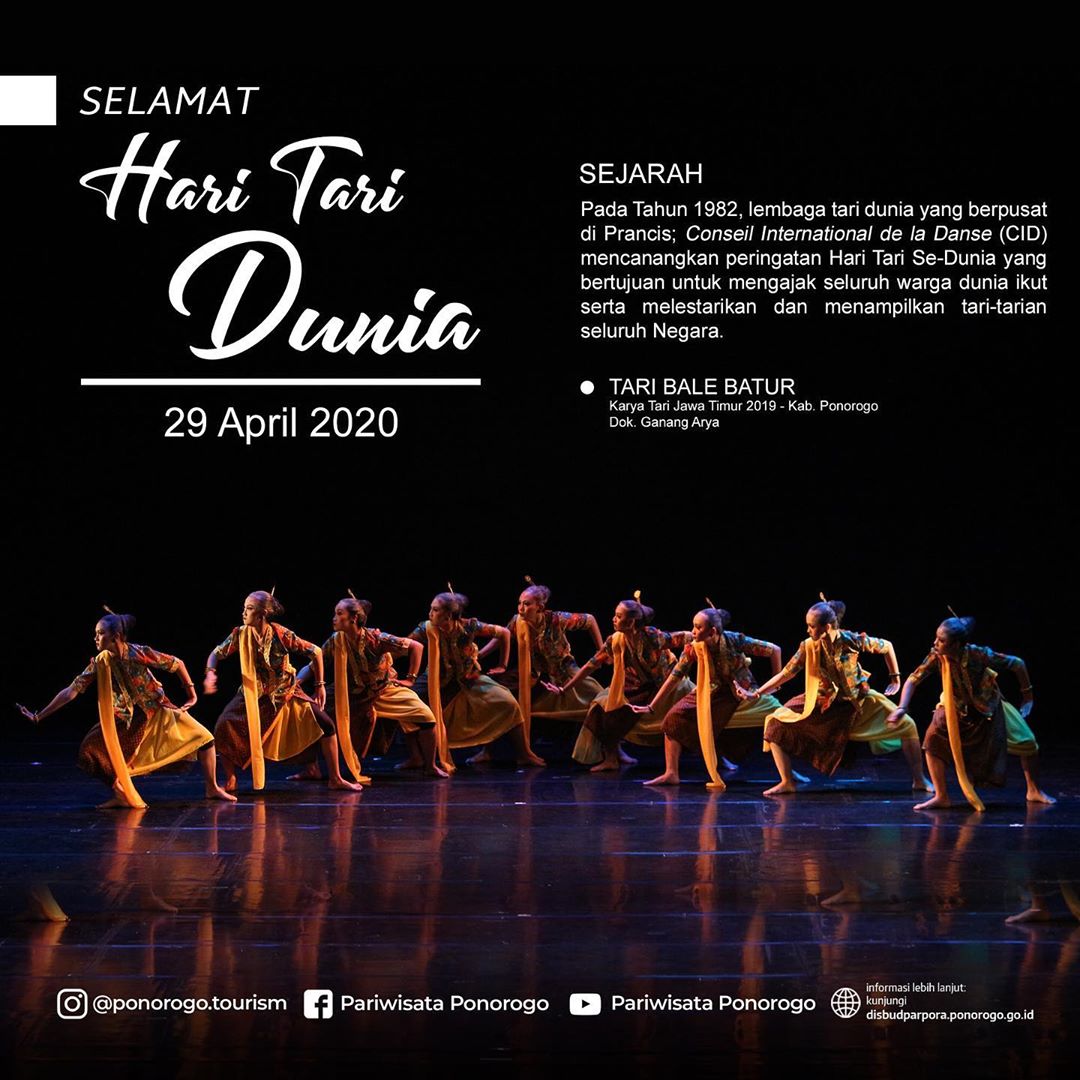 SELAMAT
Hari Tari
Dunia
29 April 2020
SEJARAH
Pada Tahun 1982, lembaga tari dunia yang berpusat
di Prancis; Conseil International de la Danse (CID)
mencanangkan peringatan Hari Tari Se-Dunia yang
bertujuan untuk mengajak seluruh warga dunia ikut
serta melestarikan dan menampilkan tari-tarian
seluruh Negara.
TARI BALE BATUR
Karya Tari Jawa Timur 2019 - Kab. Ponorogo
Dok. Ganang Arya
@ponorogo.tourism
Pariwisata Ponorogo
Pariwisata Ponorogo
informasi lebih lanjut:
kunjungi
disbudparpora.ponorogo.go.id